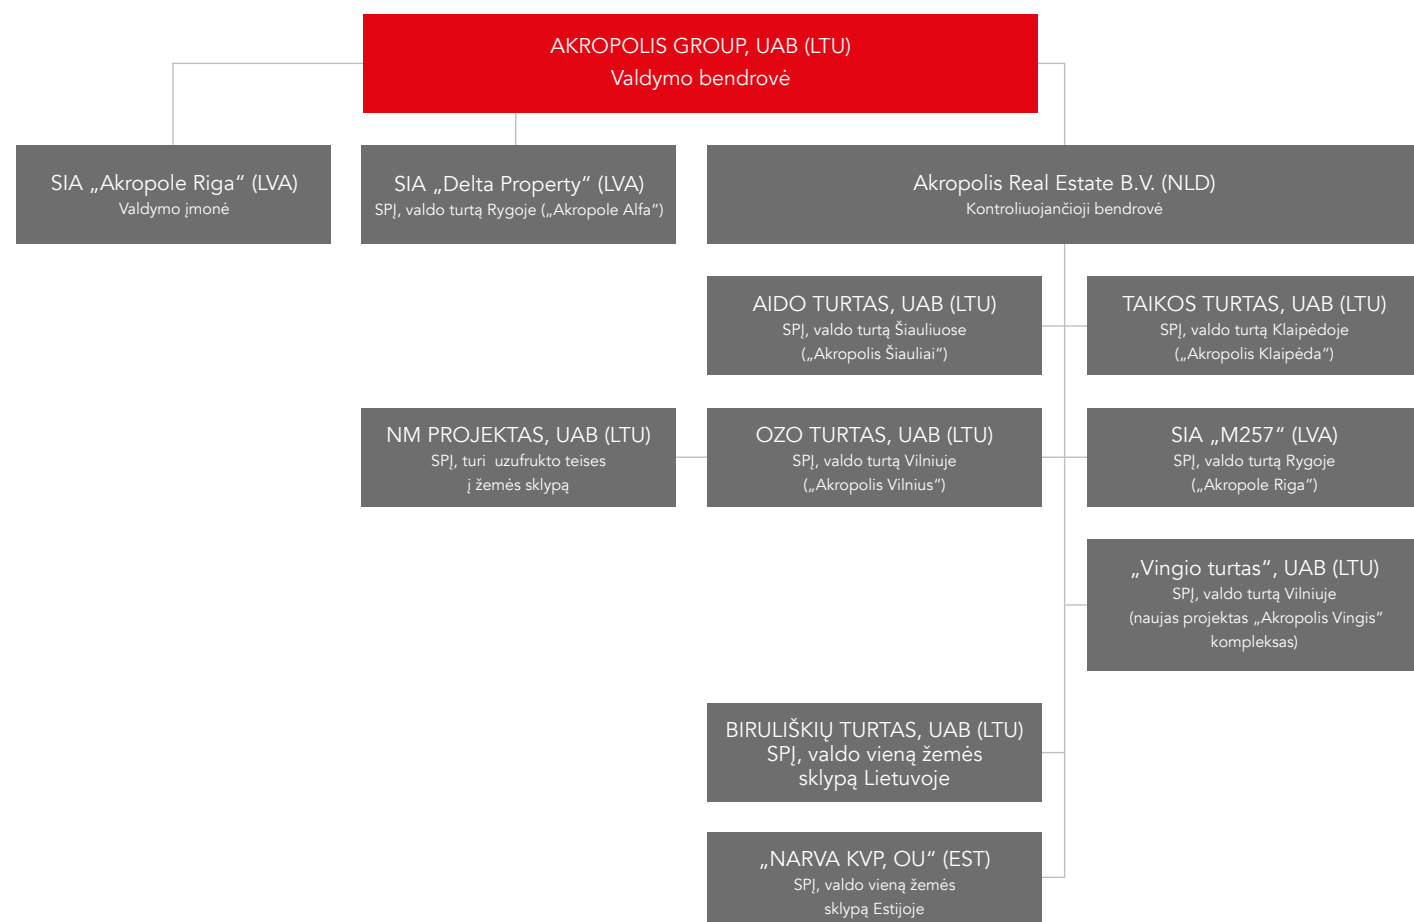 AKROPOLIS GROUP, UAB (LTU)
Valdymo bendrovė
SIA „Akropole Riga“ (LVA)
Valdymo įmonė
SIA „Delta Property“ (LVA)
SPĮ, valdo turtą Rygoje („Akropole Alfa“)
Akropolis Real Estate B.V. (NLD)
Kontroliuojančioji bendrovė
AIDO TURTAS, UAB (LTU)
SPĮ, valdo turtą Šiauliuose
(„Akropolis Šiauliai“)
TAIKOS TURTAS, UAB (LTU)
SPĮ, valdo turtą Klaipėdoje
(„Akropolis Klaipėda“)
NM PROJEKTAS, UAB (LTU)
SPĮ, turi uzufrukto teises
į žemės sklypą
OZO TURTAS, UAB (LTU)
SPĮ, valdo turtą Vilniuje
(„Akropolis Vilnius“)
SIA „M257“ (LVA)
SPĮ, valdo turtą Rygoje
(„Akropole Riga“)
„Vingio turtas“, UAB (LTU)
SPĮ, valdo turtą Vilniuje
(naujas projektas „Akropolis Vingis“
kompleksas)
BIRULIŠKIŲ TURTAS, UAB (LTU)
SPĮ, valdo vieną žemės
sklypą Lietuvoje
„NARVA KVP, OU“ (EST)
SPĮ, valdo vieną žemės
sklypą Estijoje